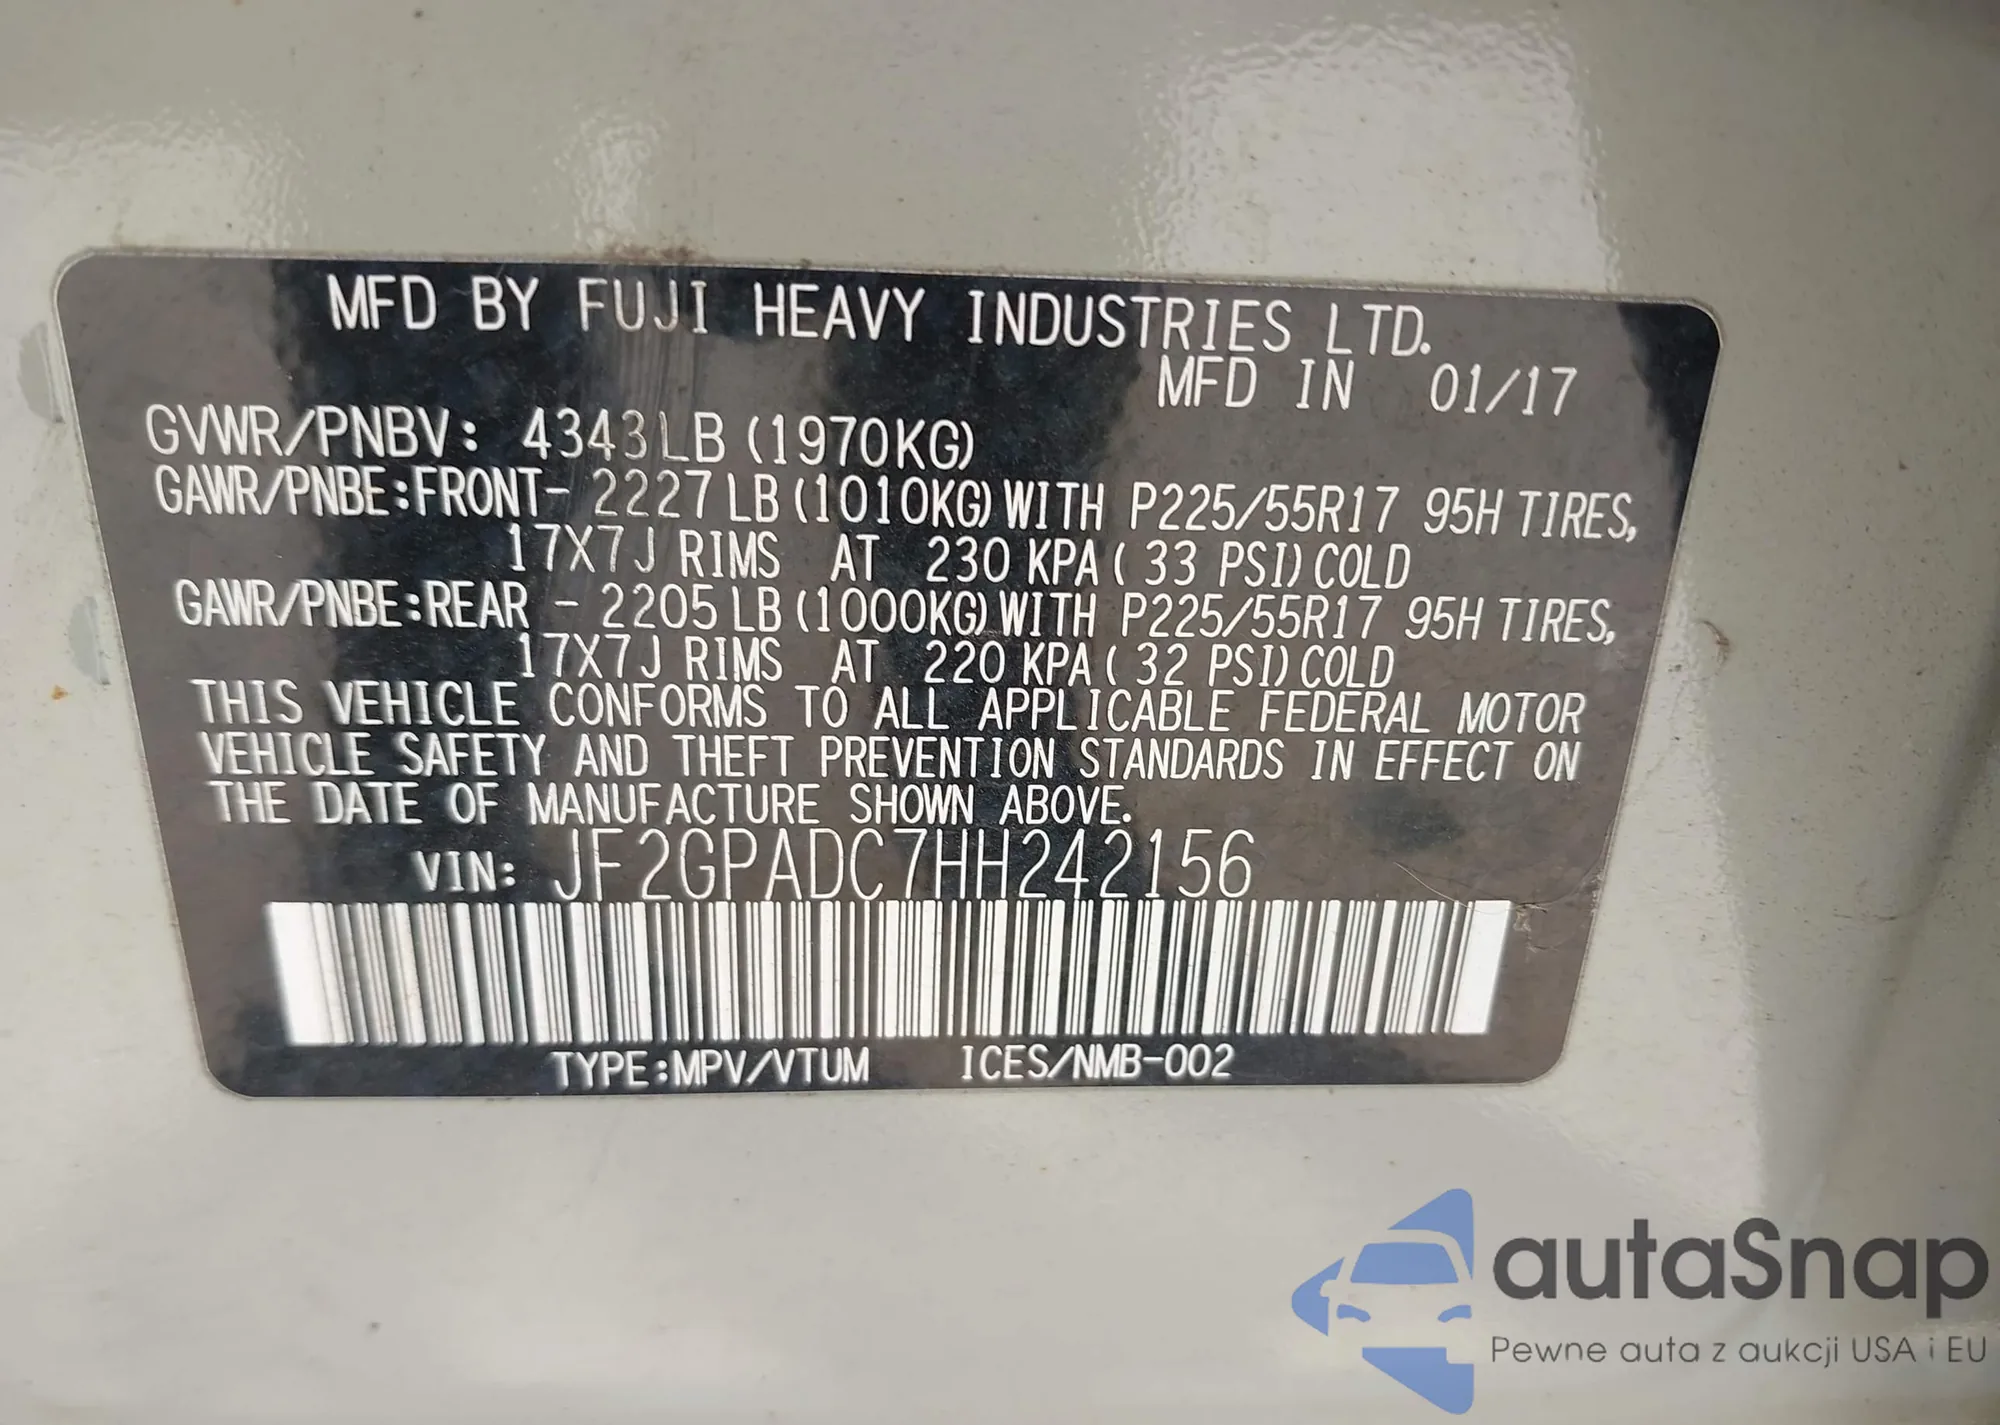 MFD BY FUJI HEAVY INDUSTRIES LTD.
MFD IN 01/17
GVWR/PNBV: 4343LB (1970KG)
GAWR/PNBE:FRONT- 2227LB (1010KG) WITH P225/55R17 95H TIRES,
17X7J RIMS AT 230 KPA ( 33 PSI) COLD
GAWR/PNBE:REAR - 2205LB (1000KG) WITH P225/55R17 95H TIRES,
17X7J RIMS AT 220 KPA ( 32 PSI) COLD
THIS VEHICLE CONFORMS TO ALL APPLICABLE FEDERAL MOTOR
VEHICLE SAFETY AND THEFT PREVENTION STANDARDS IN EFFECT ON
THE DATE OF MANUFACTURE SHOWN ABOVE.
VIN: JF2GPADC7HH242156
TYPE:MPV/VTUM ICES/NMB-002
autaSnap
Pewne auta z aukcji USA i EU